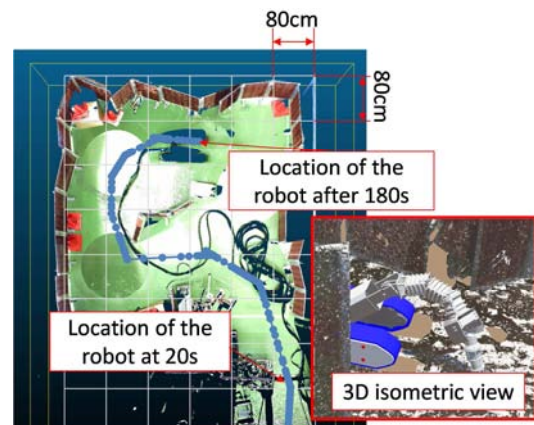 80cm
80cm
Location of the
robot after 180s
Location of the
robot at 20s
3D isometric view